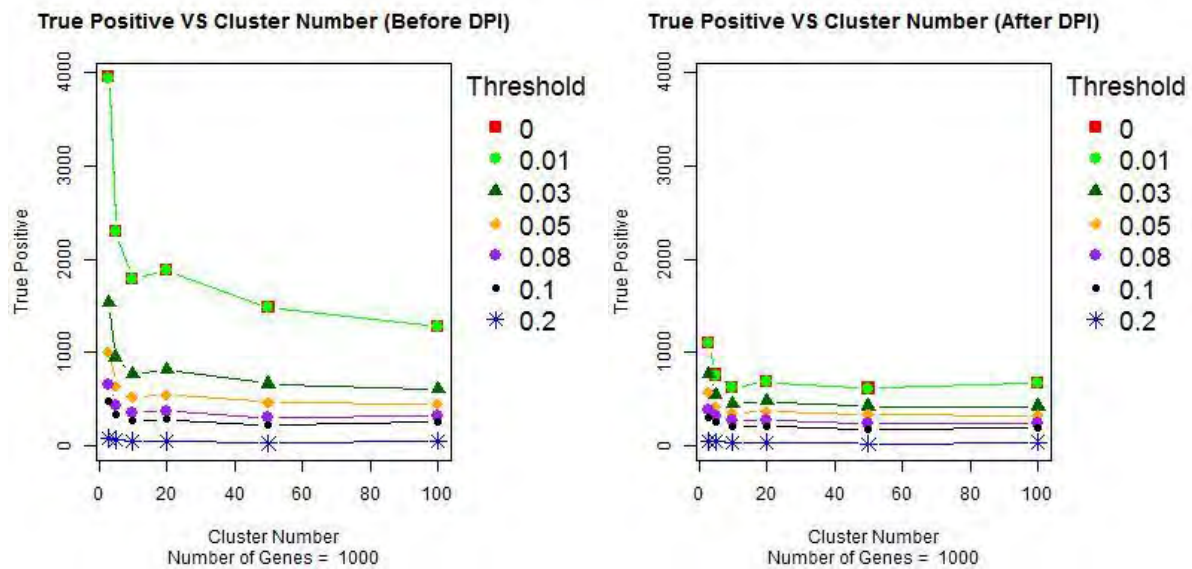 True Positive VS Cluster Number (Before DPI)
True Positive
4000
3000
2000
1000
0
0 20 40 60 80 100
Cluster Number
Number of Genes = 1000
Threshold
0
0.01
0.03
0.05
0.08
0.1
0.2
True Positive VS Cluster Number (After DPI)
True Positive
4000
3000
2000
1000
0
0 20 40 60 80 100
Cluster Number
Number of Genes = 1000
Threshold
0
0.01
0.03
0.05
0.08
0.1
0.2